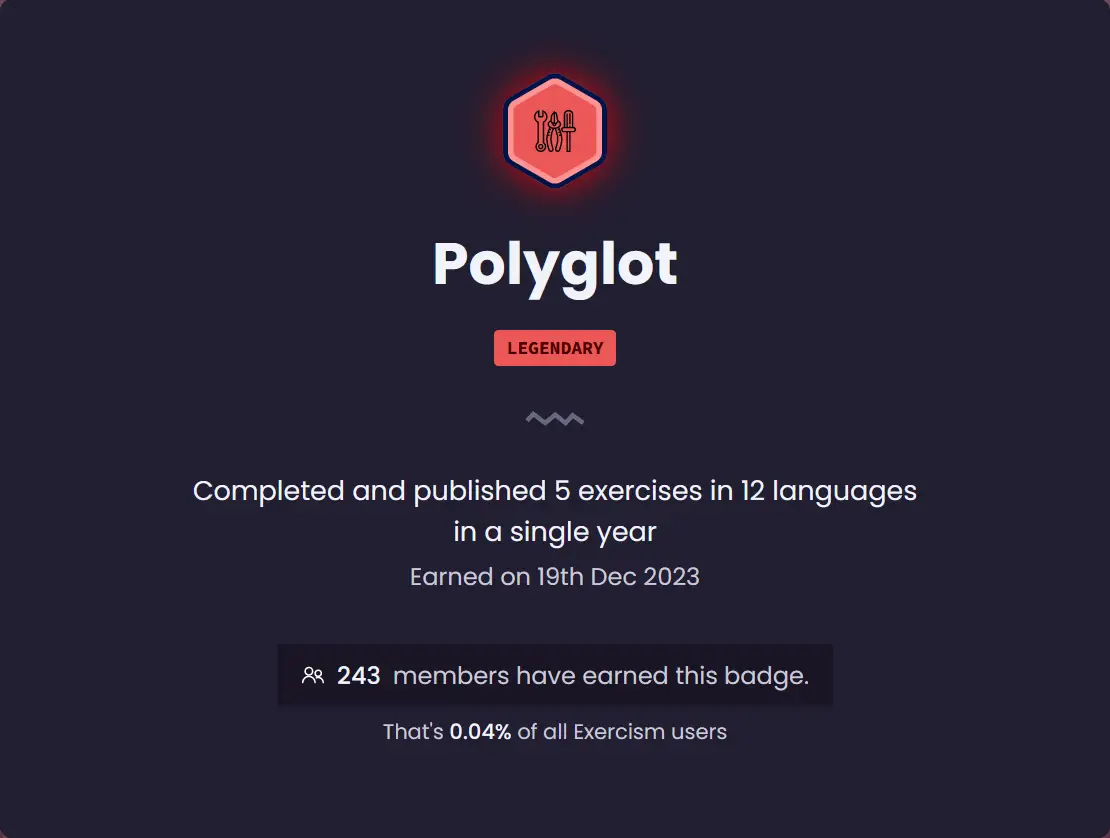 Polyglot
LEGENDARY
Completed and published 5 exercises in 12 languages
in a single year
Earned on 19th Dec 2023
243 members have earned this badge.
That's 0.04% of all Exercism users